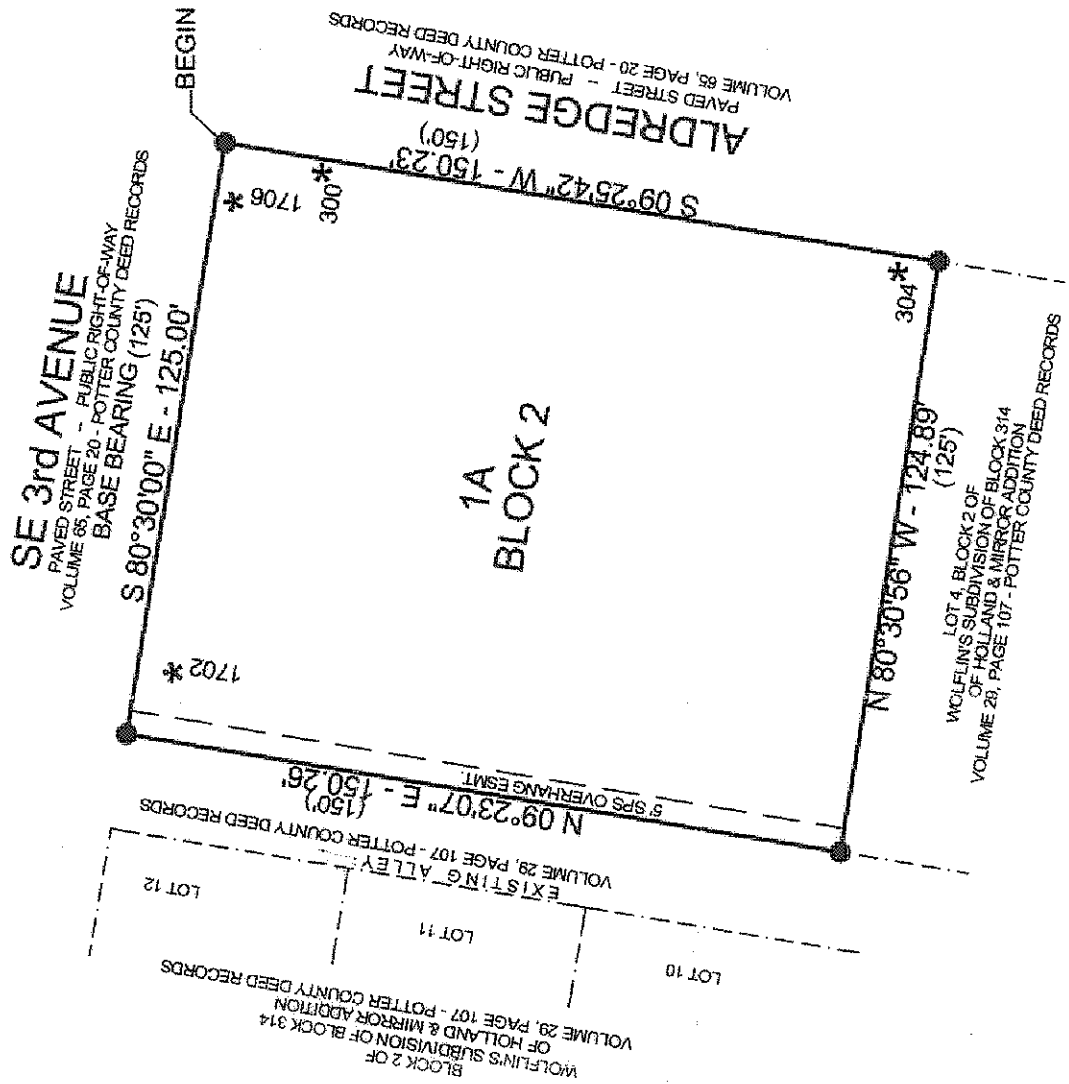 BEGIN
SE 3rd AVENUE
PAVED STREET -- PUBLIC RIGHT-OF-WAY
VOLUME 65, PAGE 20 - POTTER COUNTY DEED RECORDS
BASE BEARING (125')
S 80°30'00" E - 125.00'
ALDREDGE STREET
PAVED STREET -- PUBLIC RIGHT-OF-WAY
VOLUME 65, PAGE 20 - POTTER COUNTY DEED RECORDS
(150')
S 09°25'42" W - 150.23'
* 1706
300 *
304 *
* 1702
1A
BLOCK 2
N 80°30'56" W - 124.89'
(125')
LOT 4, BLOCK 2 OF
WOLFLIN'S SUBDIVISION OF BLOCK 314
OF HOLLAND & MIRROR ADDITION
VOLUME 29, PAGE 107 - POTTER COUNTY DEED RECORDS
5' SPS OVERHANG ESMT.
N 09°23'07" E - 150.26'
(150')
EXISTING ALLEY
VOLUME 29, PAGE 107 - POTTER COUNTY DEED RECORDS
LOT 12
LOT 11
LOT 10
BLOCK 2 OF
WOLFLIN'S SUBDIVISION OF BLOCK 314
OF HOLLAND & MIRROR ADDITION
VOLUME 29, PAGE 107 - POTTER COUNTY DEED RECORDS